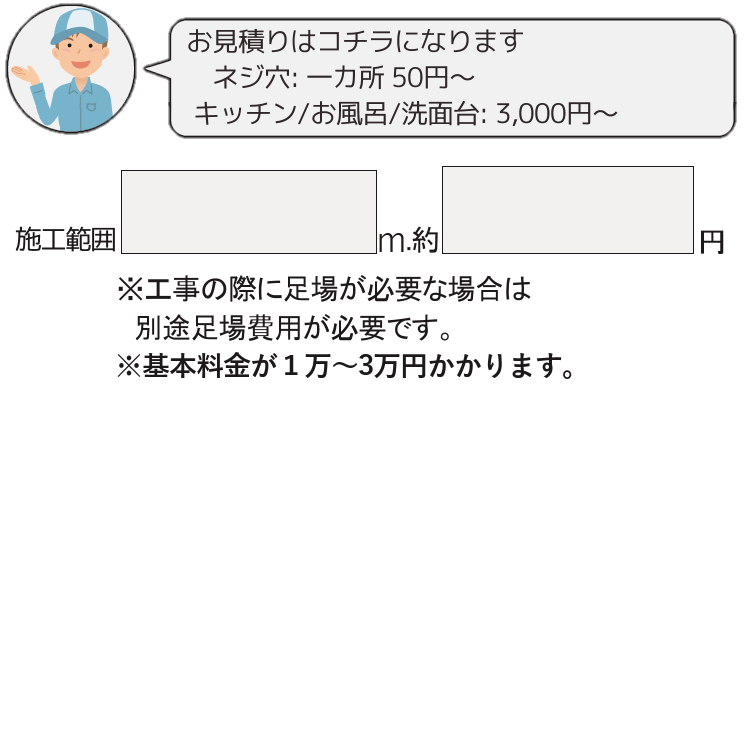 お見積りはコチラになります
ネジ穴: 一カ所 50円〜
キッチン/お風呂/洗面台: 3,000円〜
施工範囲 m.約 円
※工事の際に足場が必要な場合は
別途足場費用が必要です。
※基本料金が１万〜3万円かかります。